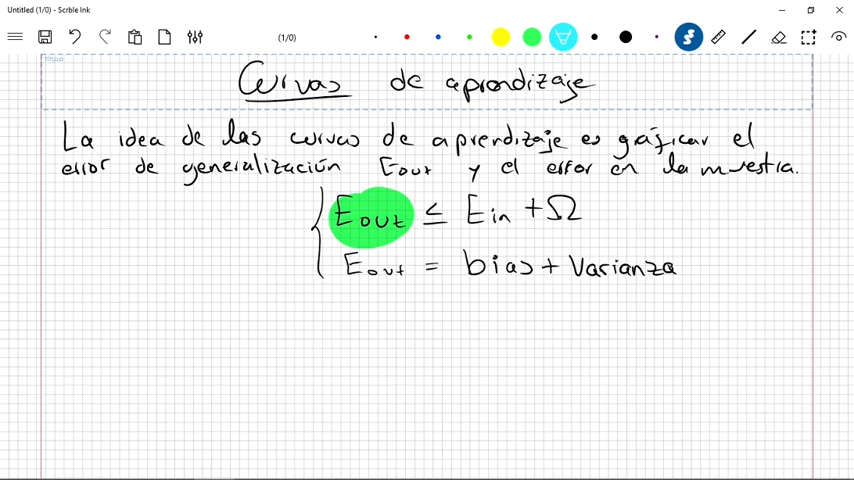 Untitled (1/0) - Scrble Ink
(1/0)
TÍTULO
Curvas de aprendizaje
La idea de las curvas de aprendizaje es gráficar el
error de generalización Eout y el error en la muestra.
Eout ≤ Ein + Ω
Eout = bias + Varianza